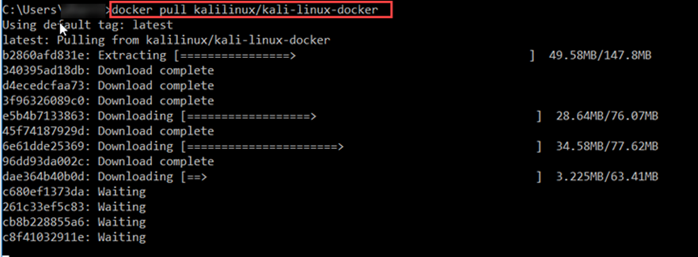 C:\Users\ >docker pull kalilinux/kali-linux-docker
Using default tag: latest
latest: Pulling from kalilinux/kali-linux-docker
b2860afd831e: Extracting [================> ] 49.58MB/147.8MB
340395ad18db: Download complete
d4ecedcfaa73: Download complete
3f96326089c0: Download complete
e5b4b7133863: Downloading [==================> ] 28.64MB/76.07MB
45f74187929d: Download complete
6e61dde25369: Downloading [======================> ] 34.58MB/77.62MB
96dd93da002c: Download complete
dae364b40b0d: Downloading [==> ] 3.225MB/63.41MB
c680ef1373da: Waiting
261c33ef5c83: Waiting
cb8b228855a6: Waiting
c8f41032911e: Waiting